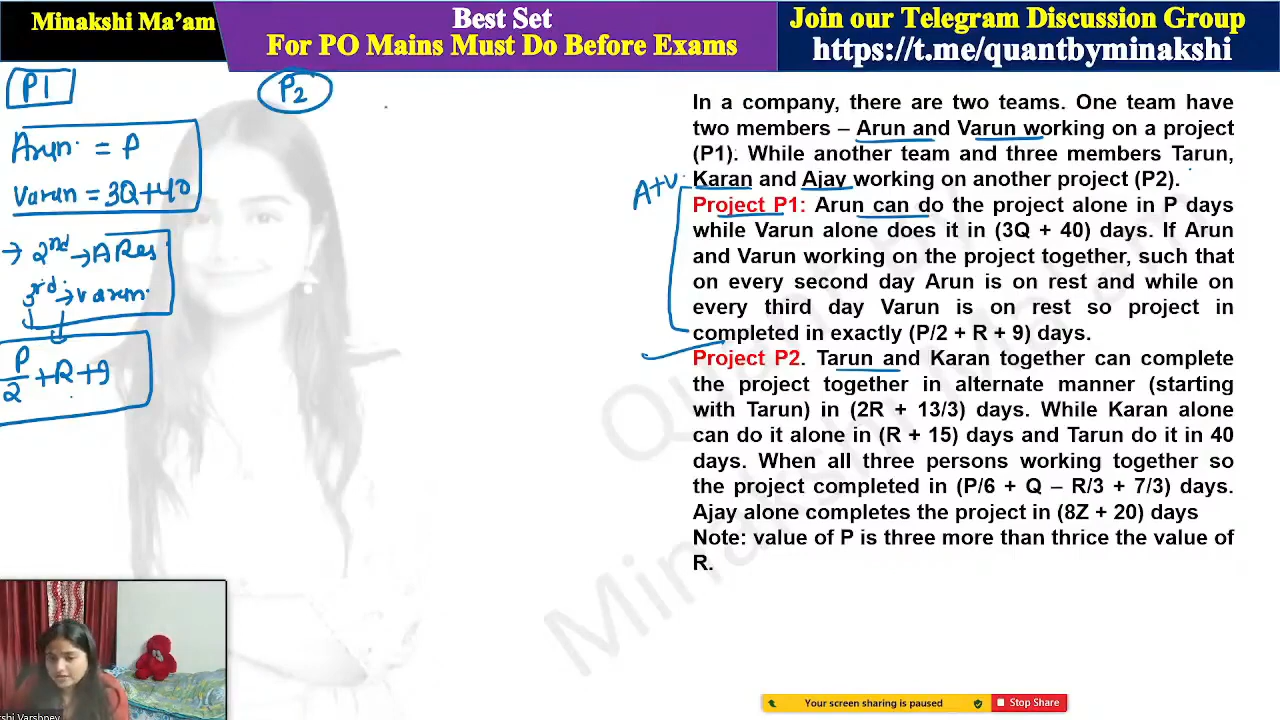 Minakshi Ma’am
Best Set
For PO Mains Must Do Before Exams
Join our Telegram Discussion Group
https://t.me/quantbyminakshi
P1
Arun = P
Varun = 3Q+40
→ 2nd → A Res
3rd → varun
P/2 + R + 9
P2
A+V
In a company, there are two teams. One team have
two members – Arun and Varun working on a project
(P1). While another team and three members Tarun,
Karan and Ajay working on another project (P2).
Project P1: Arun can do the project alone in P days
while Varun alone does it in (3Q + 40) days. If Arun
and Varun working on the project together, such that
on every second day Arun is on rest and while on
every third day Varun is on rest so project in
completed in exactly (P/2 + R + 9) days.
Project P2. Tarun and Karan together can complete
the project together in alternate manner (starting
with Tarun) in (2R + 13/3) days. While Karan alone
can do it alone in (R + 15) days and Tarun do it in 40
days. When all three persons working together so
the project completed in (P/6 + Q – R/3 + 7/3) days.
Ajay alone completes the project in (8Z + 20) days
Note: value of P is three more than thrice the value of
R.
Minakshi
Your screen sharing is paused
Stop Share
kshi Varshney